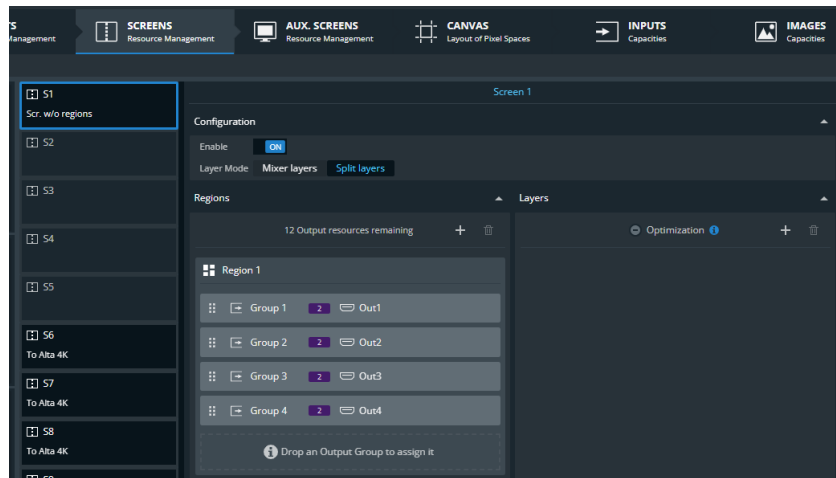 SCREENS
Resource Management
AUX. SCREENS
Resource Management
CANVAS
Layout of Pixel Spaces
INPUTS
Capacities
IMAGES
Capacities
S1
Scr. w/o regions
S2
S3
S4
S5
S6
To Alta 4K
S7
To Alta 4K
S8
To Alta 4K
Screen 1
Configuration
Enable ON
Layer Mode Mixer layers Split layers
Regions
12 Output resources remaining
Region 1
Group 1 2 Out1
Group 2 2 Out2
Group 3 2 Out3
Group 4 2 Out4
Drop an Output Group to assign it
Layers
Optimization